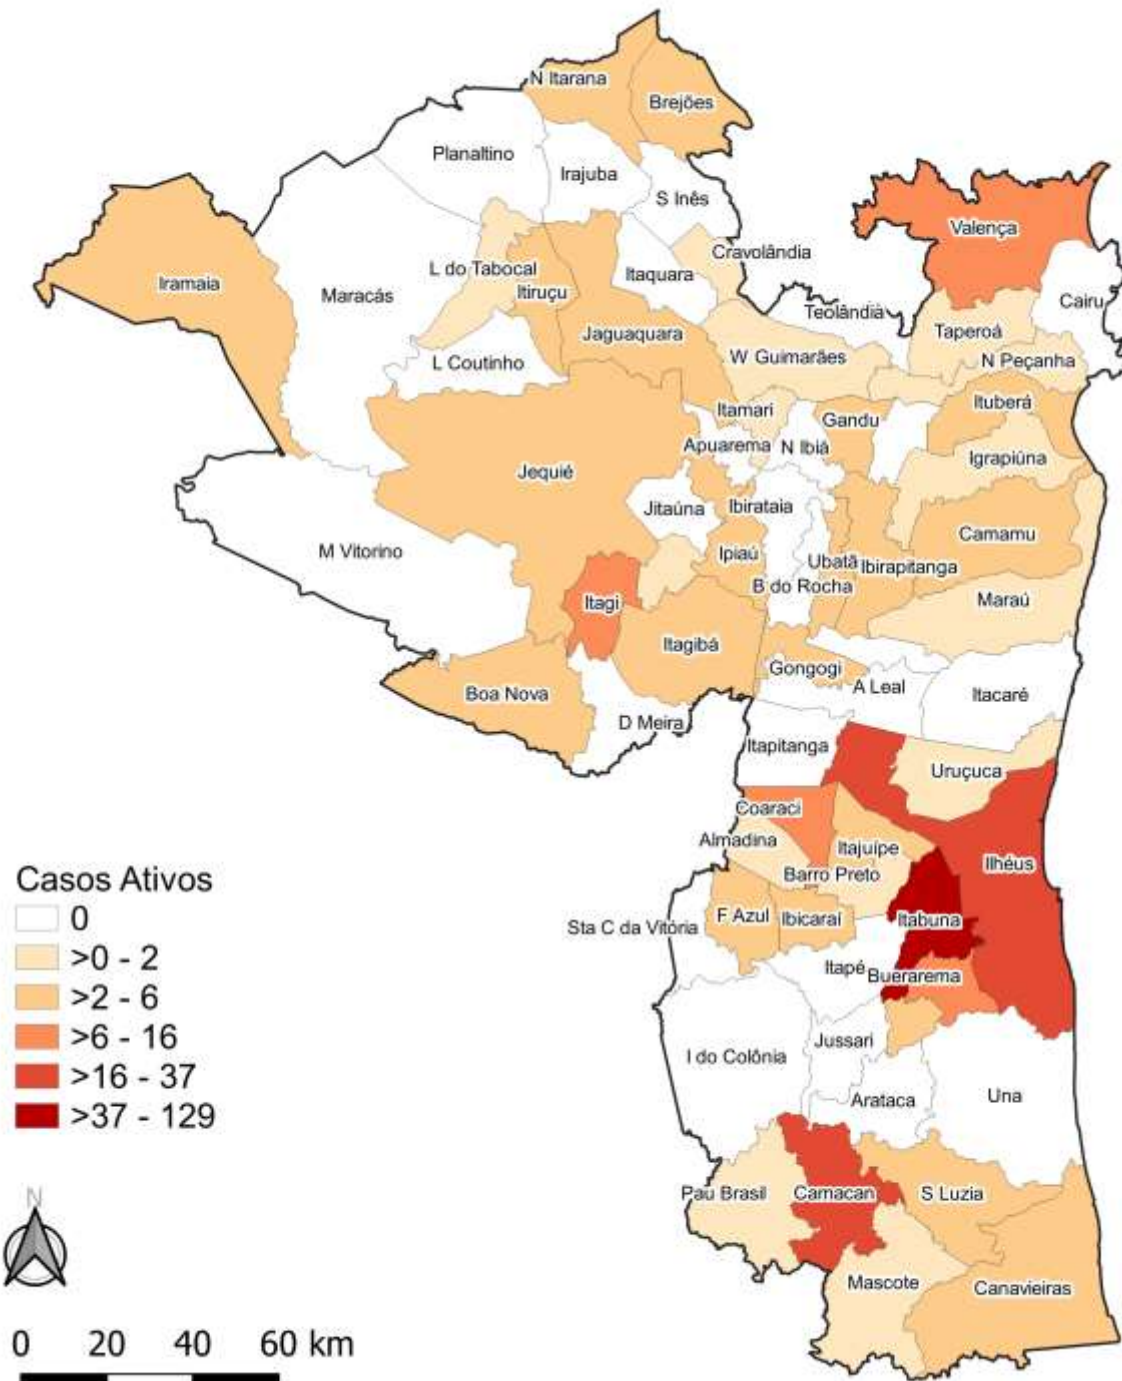 N Itarana
Brejões
Planaltino
Irajuba
S Inês
Valença
Cravolândia
L do Tabocal
Itaquara
Iramaia
Itiruçu
Maracás
Cairu
Teolândia
Taperoá
Jaguaquara
L Coutinho
W Guimarães
N Peçanha
Itamari
Ituberá
Gandu
Apuarema
N Ibiá
Igrapiúna
Jequié
Jitaúna
Ibirataia
Camamu
M Vitorino
Ipiaú
Ubatã
Ibirapitanga
B do Rocha
Itagi
Maraú
Itagibá
Gongogi
A Leal
Itacaré
Boa Nova
D Meira
Itapitanga
Uruçuca
Coaraci
Almadina
Itajuípe
Ilhéus
Barro Preto
F Azul
Ibicaraí
Itabuna
Sta C da Vitória
Itapé
Buerarema
Jussari
I do Colônia
Una
Arataca
Pau Brasil
Camacan
S Luzia
Mascote
Canavieiras
Casos Ativos
0
>0 - 2
>2 - 6
>6 - 16
>16 - 37
>37 - 129
N
0 20 40 60 km